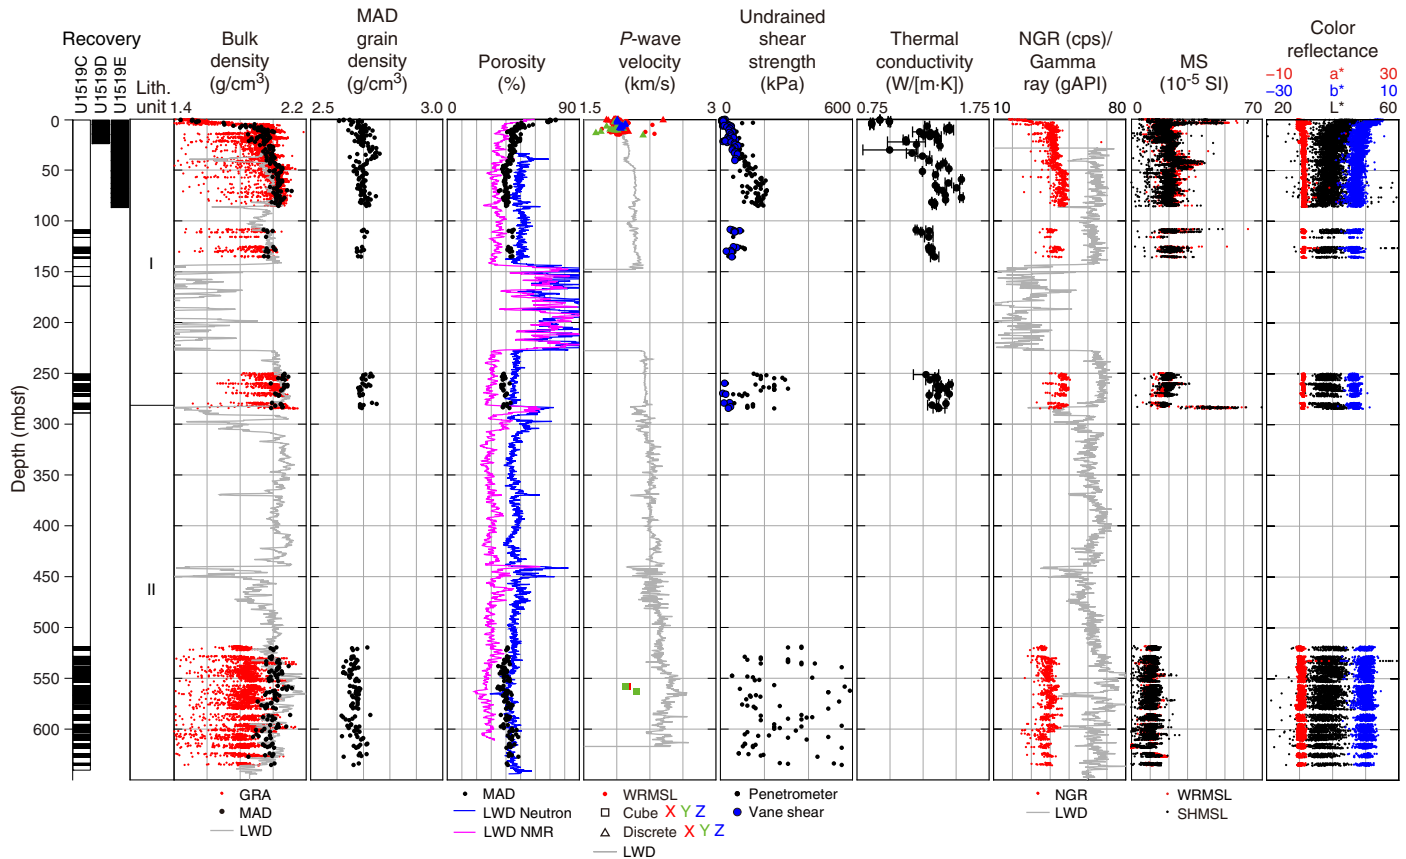 Recovery
U1519C
U1519D
U1519E
Lith.
unit
Bulk
density
(g/cm3)
1.4 2.2
MAD
grain
density
(g/cm3)
2.5 3.0
Porosity
(%)
0 90
P-wave
velocity
(km/s)
1.5 3
Undrained
shear
strength
(kPa)
0 600
Thermal
conductivity
(W/[m·K])
0.75 1.75
NGR (cps)/
Gamma
ray (gAPI)
10 80
MS
(10-5 SI)
0 70
Color
reflectance
−10 a* 30
−30 b* 10
20 L* 60
Depth (mbsf)
0
50
100
150
200
250
300
350
400
450
500
550
600
I
II
GRA
MAD
LWD
MAD
LWD Neutron
LWD NMR
WRMSL
Cube X Y Z
Discrete X Y Z
LWD
Penetrometer
Vane shear
NGR
LWD
WRMSL
SHMSL